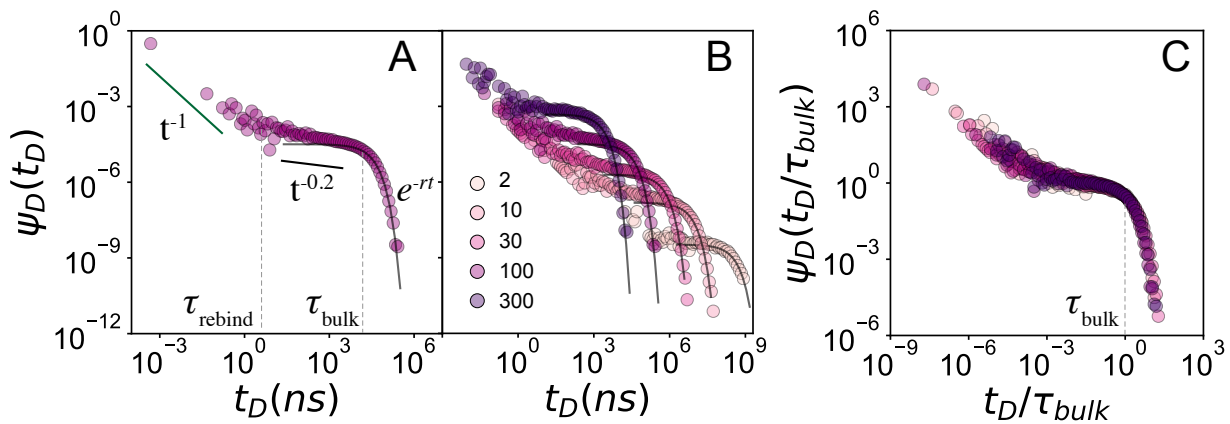 A
B
C
10^0
10^-3
10^-6
10^-9
10^-12
ψ_D(t_D)
t^-1
t^-0.2
e^-rt
τ_rebind
τ_bulk
10^-3
10^0
10^3
10^6
t_D(ns)
2
10
30
100
300
10^0
10^3
10^6
10^9
t_D(ns)
10^6
10^3
10^0
10^-3
10^-6
ψ_D(t_D/τ_bulk)
τ_bulk
10^-9
10^-6
10^-3
10^0
10^3
t_D/τ_bulk